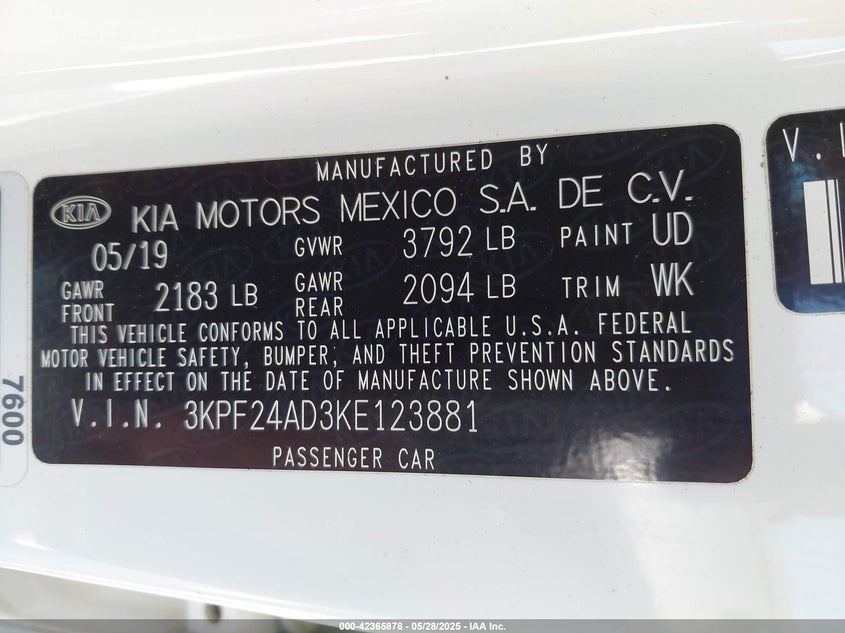 MANUFACTURED BY
KIA KIA MOTORS MEXICO S.A. DE C.V.
05/19 GVWR 3792 LB PAINT UD
GAWR FRONT 2183 LB GAWR REAR 2094 LB TRIM WK
THIS VEHICLE CONFORMS TO ALL APPLICABLE U.S.A. FEDERAL
MOTOR VEHICLE SAFETY, BUMPER, AND THEFT PREVENTION STANDARDS
IN EFFECT ON THE DATE OF MANUFACTURE SHOWN ABOVE.
V.I.N. 3KPF24AD3KE123881
PASSENGER CAR
7600
000-42365878 - 05/28/2025 - IAA Inc.